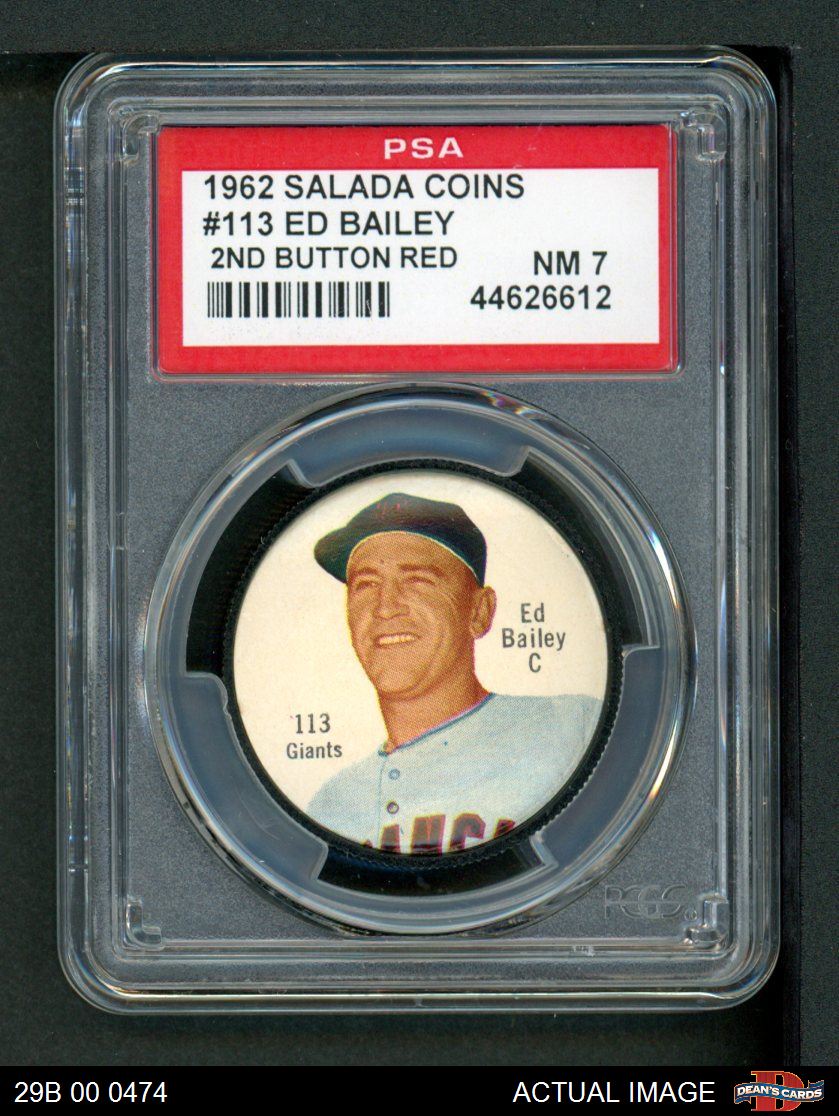 PSA
1962 SALADA COINS
#113 ED BAILEY
2ND BUTTON RED
NM 7
44626612
Ed
Bailey
C
113
Giants
PCGS
29B 00 0474
ACTUAL IMAGE
DEAN'S CARDS